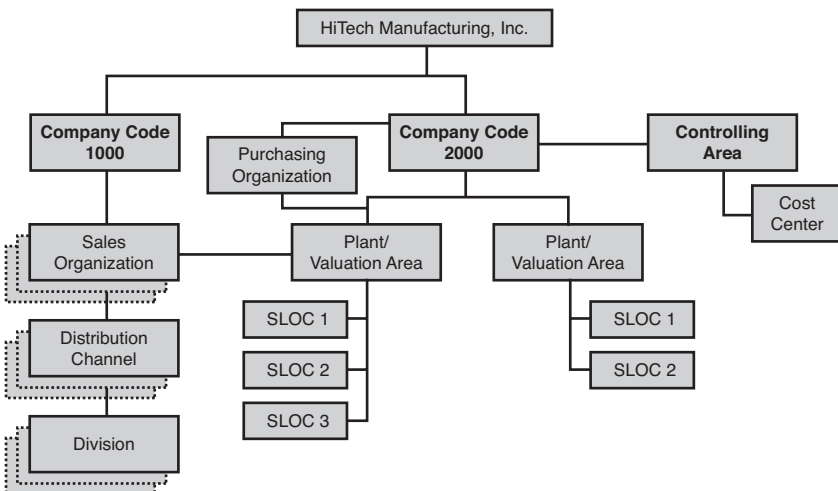 HiTech Manufacturing, Inc.
Company Code
1000
Purchasing
Organization
Company Code
2000
Controlling
Area
Cost
Center
Sales
Organization
Plant/
Valuation Area
Plant/
Valuation Area
SLOC 1
SLOC 2
SLOC 3
SLOC 1
SLOC 2
Distribution
Channel
Division